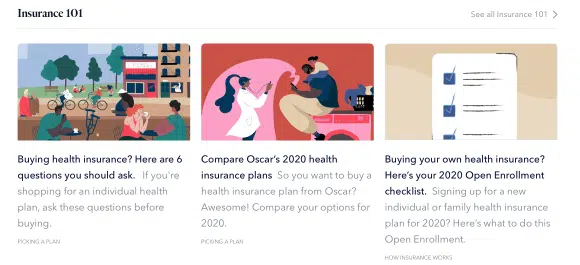 Insurance 101
See all Insurance 101
Buying health insurance? Here are 6
questions you should ask. If you're
shopping for an individual health
plan, ask these questions before
buying.
PICKING A PLAN
Compare Oscar's 2020 health
insurance plans So you want to buy a
health insurance plan from Oscar?
Awesome! Compare your options for
2020.
PICKING A PLAN
Buying your own health insurance?
Here's your 2020 Open Enrollment
checklist. Signing up for a new
individual or family health insurance
plan for 2020? Here's what to do this
Open Enrollment.
HOW INSURANCE WORKS